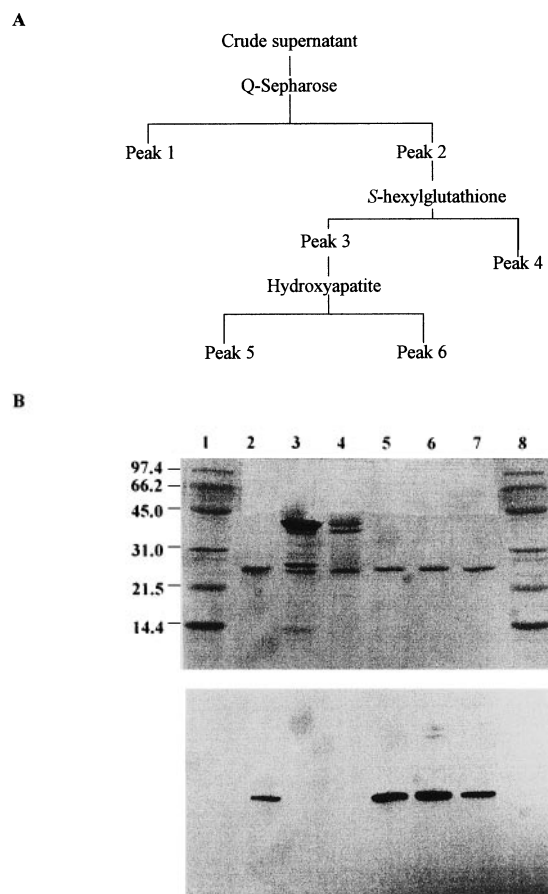 A
Crude supernatant
Q-Sepharose
Peak 1 Peak 2
S-hexylglutathione
Peak 3
Peak 4
Hydroxyapatite
Peak 5 Peak 6
B
1 2 3 4 5 6 7 8
97.4
66.2
45.0
31.0
21.5
14.4